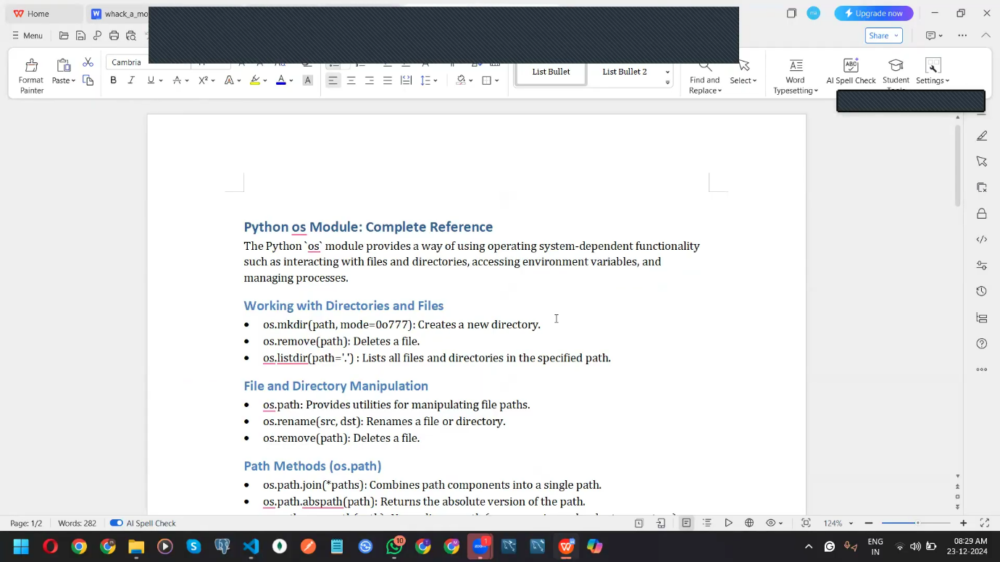 Home
whack_a_mo
Upgrade now
Menu
Share
Format Painter
Paste
Cambria
List Bullet
List Bullet 2
Find and Replace
Select
Word Typesetting
AI Spell Check
Student
Settings
Python os Module: Complete Reference
The Python `os` module provides a way of using operating system-dependent functionality
such as interacting with files and directories, accessing environment variables, and
managing processes.
Working with Directories and Files
• os.mkdir(path, mode=0o777): Creates a new directory.
• os.remove(path): Deletes a file.
• os.listdir(path='.') : Lists all files and directories in the specified path.
File and Directory Manipulation
• os.path: Provides utilities for manipulating file paths.
• os.rename(src, dst): Renames a file or directory.
• os.remove(path): Deletes a file.
Path Methods (os.path)
• os.path.join(*paths): Combines path components into a single path.
• os.path.abspath(path): Returns the absolute version of the path.
Page: 1/2
Words: 282
AI Spell Check
124%
10
1
ENG
IN
08:29 AM
23-12-2024